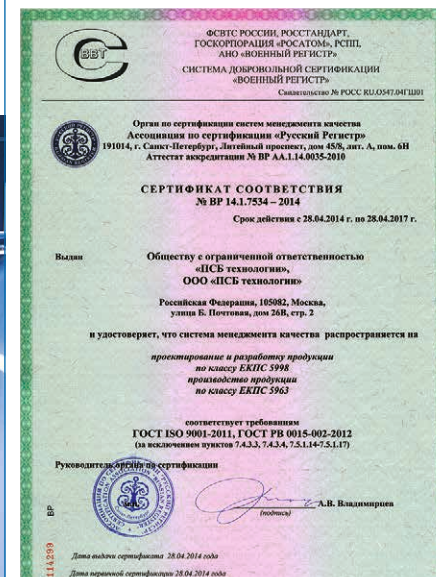 ФСВТС РОССИИ, РОССТАНДАРТ,
ГОСКОРПОРАЦИЯ «РОСАТОМ», РСПП,
АНО «ВОЕННЫЙ РЕГИСТР»
СИСТЕМА ДОБРОВОЛЬНОЙ СЕРТИФИКАЦИИ
«ВОЕННЫЙ РЕГИСТР»
Свидетельство № РОСС RU.О547.04ГШ01
ВВТ
Орган по сертификации систем менеджмента качества
Ассоциация по сертификации «Русский Регистр»
191014, г. Санкт-Петербург, Литейный проспект, дом 45/8, лит. А, пом. 6Н
Аттестат аккредитации № ВР АА.1.14.0035-2010
СЕРТИФИКАТ СООТВЕТСТВИЯ
№ ВР 14.1.7534 – 2014
Срок действия с 28.04.2014 г. по 28.04.2017 г.
Выдан
Обществу с ограниченной ответственностью
«ПСБ технологии»,
ООО «ПСБ технологии»
Российская Федерация, 105082, Москва,
улица Б. Почтовая, дом 26В, стр. 2
и удостоверяет, что система менеджмента качества распространяется на
проектирование и разработку продукции
по классу ЕКПС 5998
производство продукции
по классу ЕКПС 5963
соответствует требованиям
ГОСТ ISO 9001-2011, ГОСТ РВ 0015-002-2012
(за исключением пунктов 7.4.3.3, 7.4.3.4, 7.5.1.14-7.5.1.17)
Руководитель органа по сертификации
А.В. Владимирцев
(подпись)
ВР
114299
Дата выдачи сертификата 28.04.2014 года
Дата первичной сертификации 28.04.2014 года